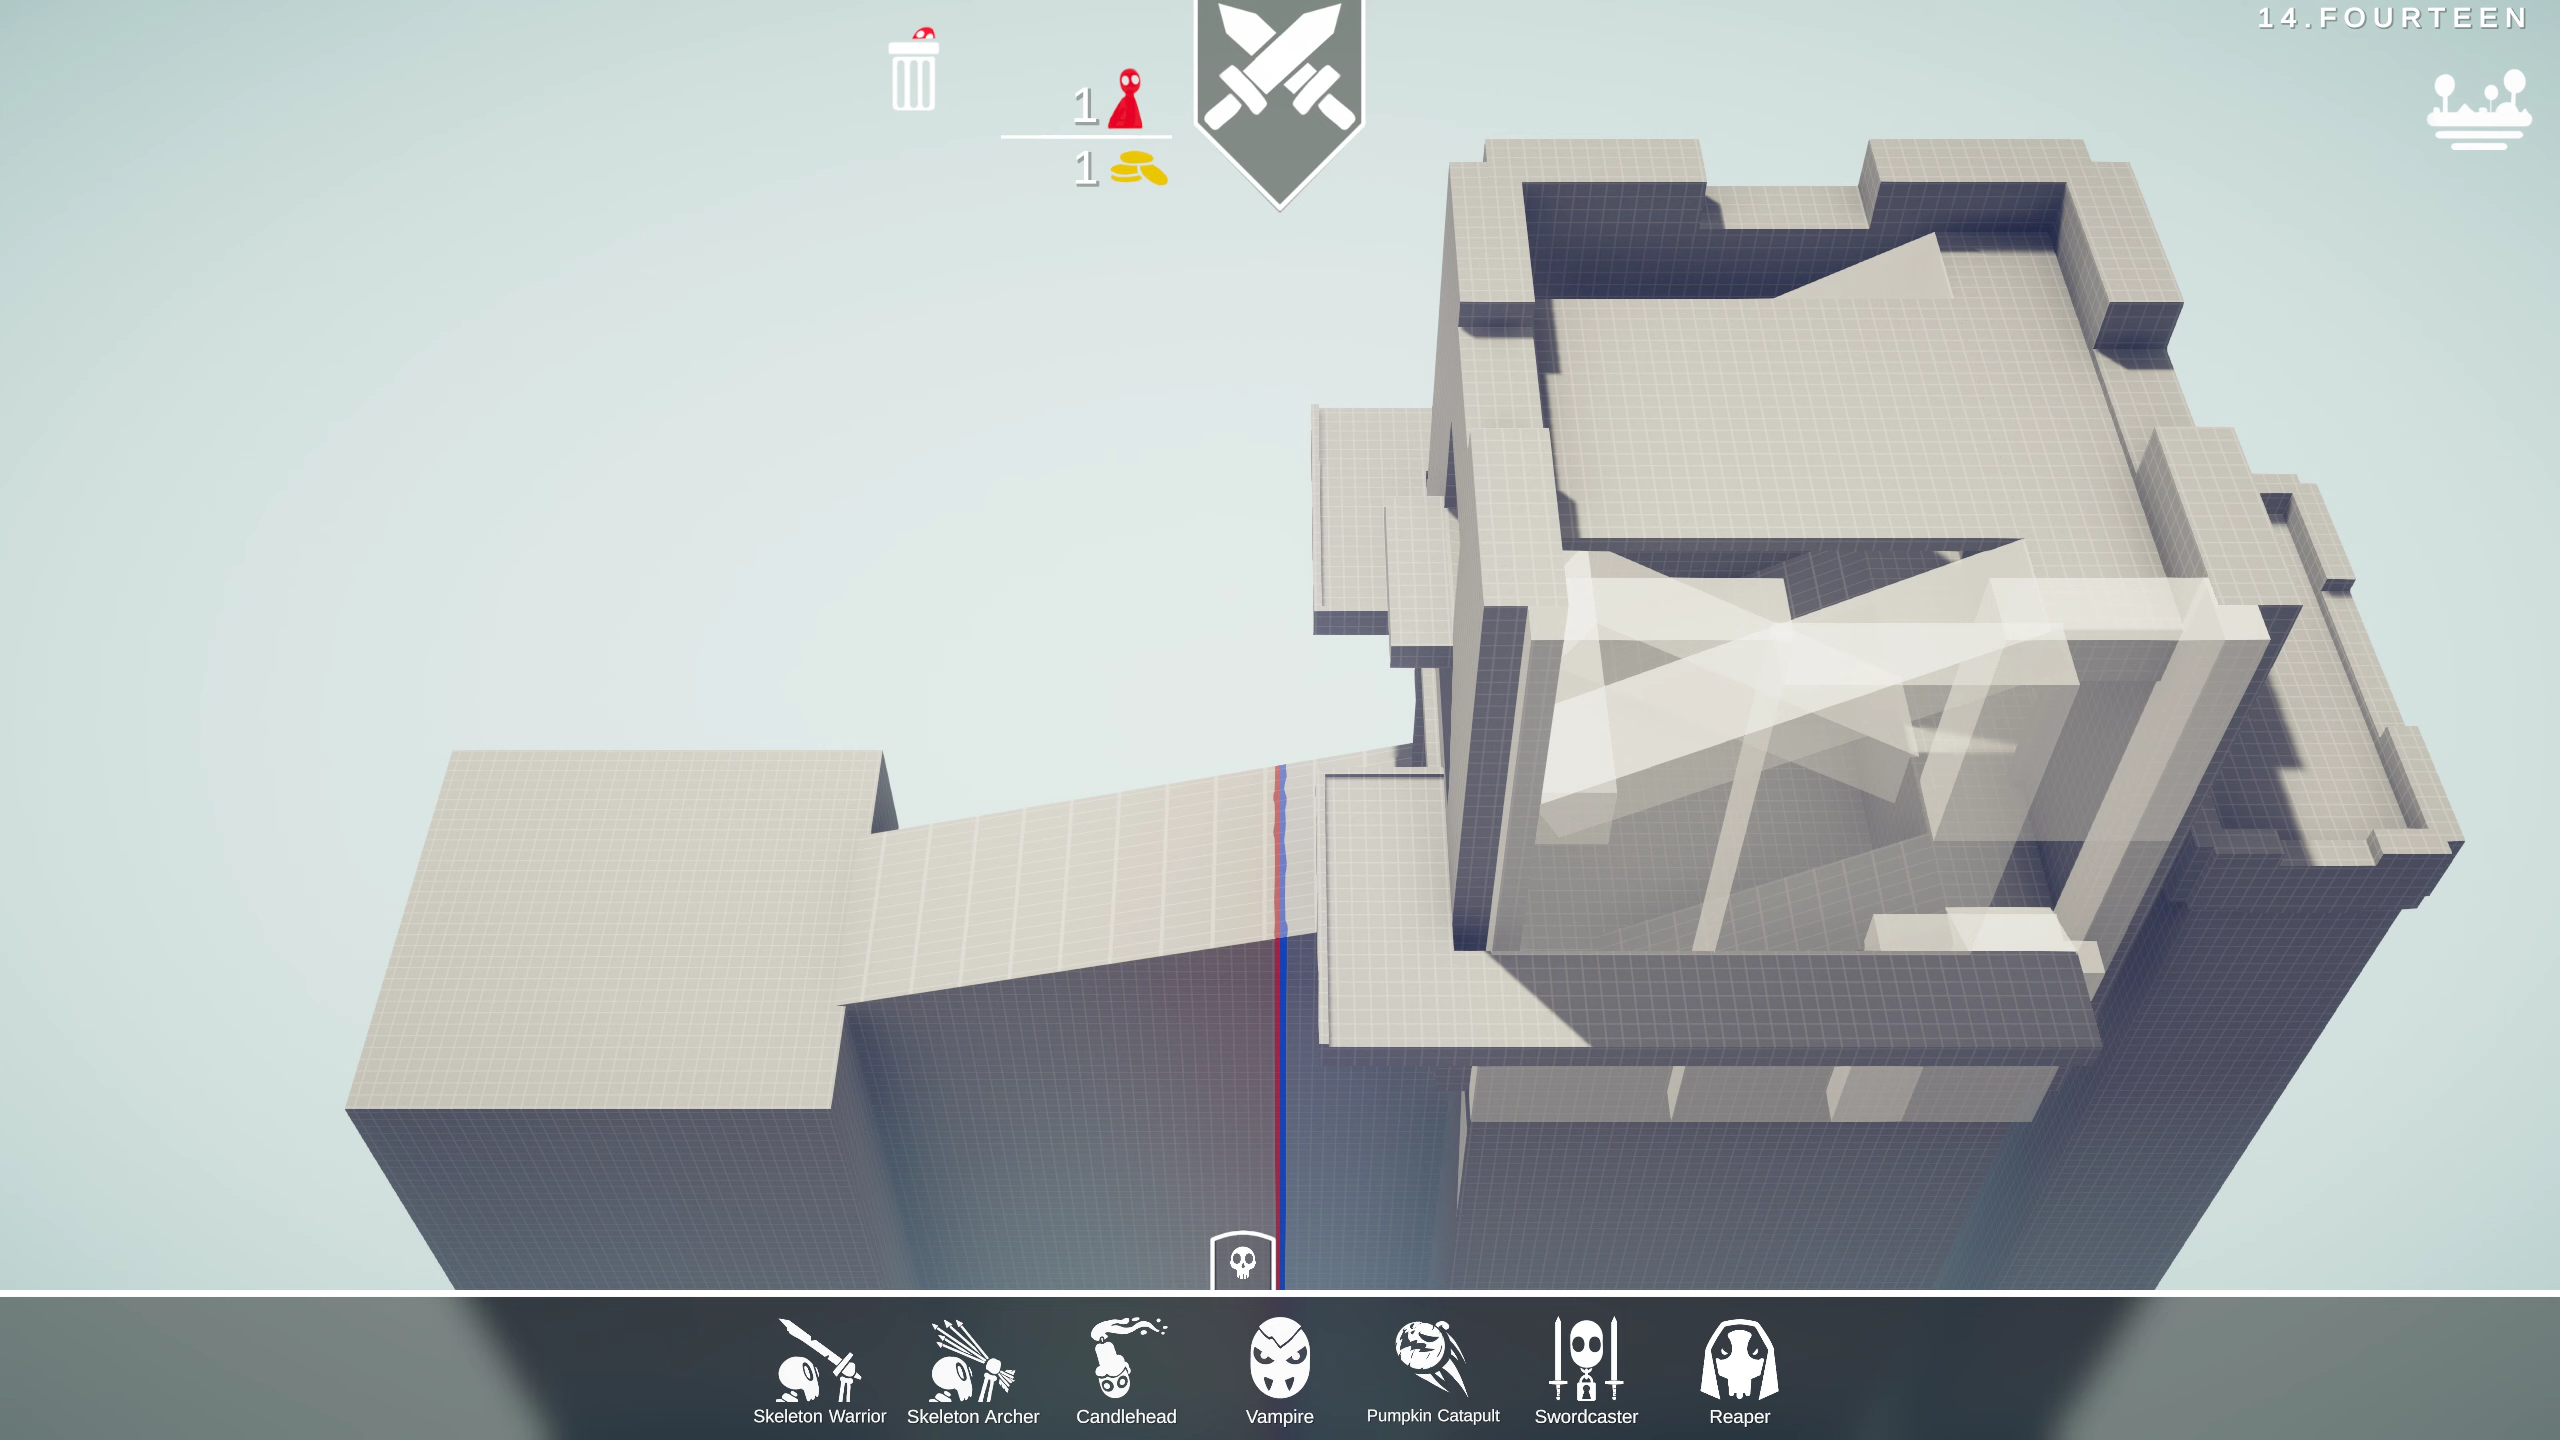 14.FOURTEEN
1
1
Skeleton Warrior Skeleton Archer Candlehead Vampire Pumpkin Catapult Swordcaster Reaper